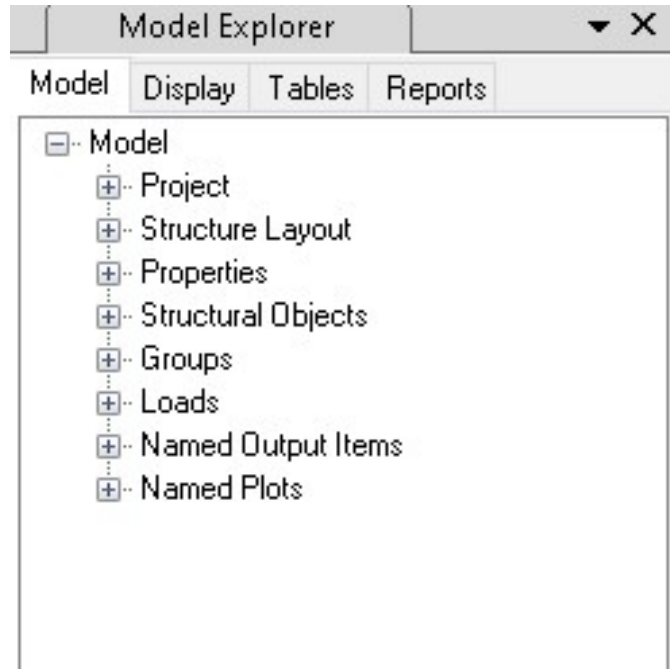 Model Explorer
Model Display Tables Reports
Model
Project
Structure Layout
Properties
Structural Objects
Groups
Loads
Named Output Items
Named Plots